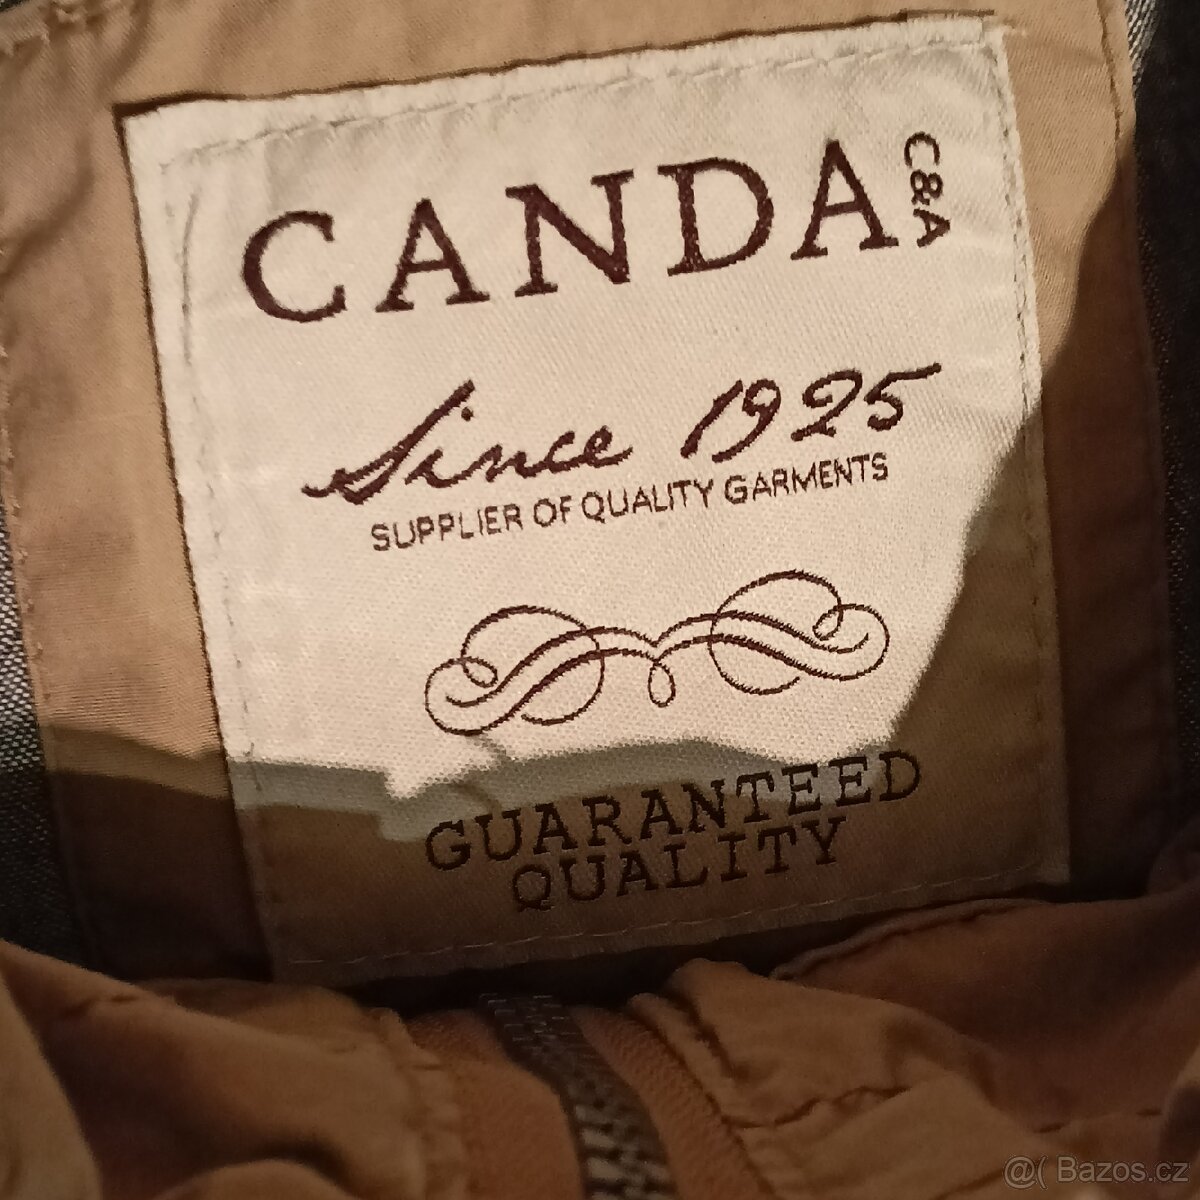 CANDA
C&A
Since 1925
SUPPLIER OF QUALITY GARMENTS
GUARANTEED
QUALITY
@( Bazos.cz